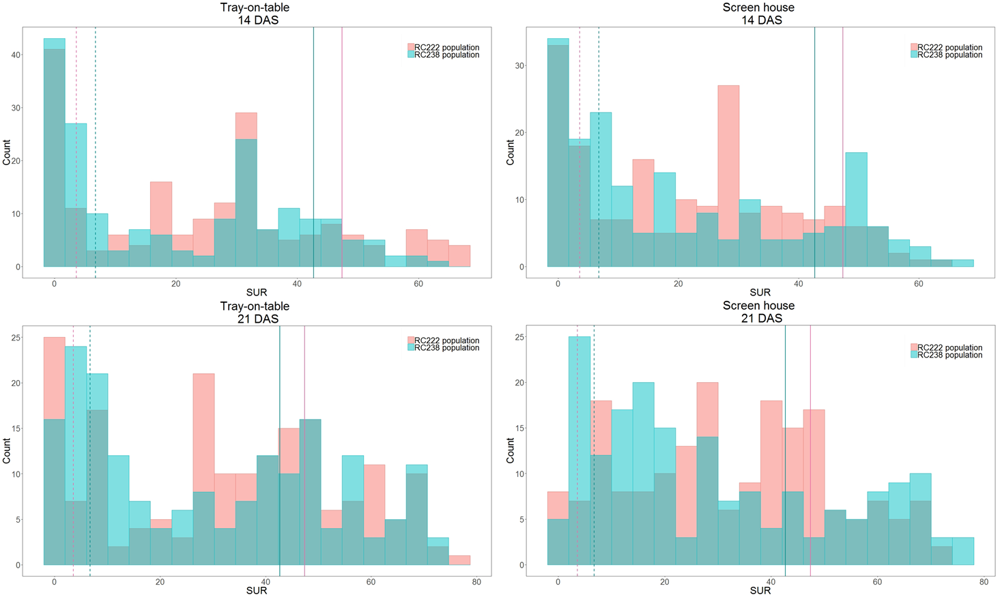 Tray-on-table
14 DAS
RC222 population
RC238 population
Count
40
30
20
10
0
0 20 40 60
SUR
Screen house
14 DAS
RC222 population
RC238 population
Count
30
20
10
0
0 20 40 60
SUR
Tray-on-table
21 DAS
RC222 population
RC238 population
Count
25
20
15
10
5
0
0 20 40 60 80
SUR
Screen house
21 DAS
RC222 population
RC238 population
Count
25
20
15
10
5
0
0 20 40 60 80
SUR